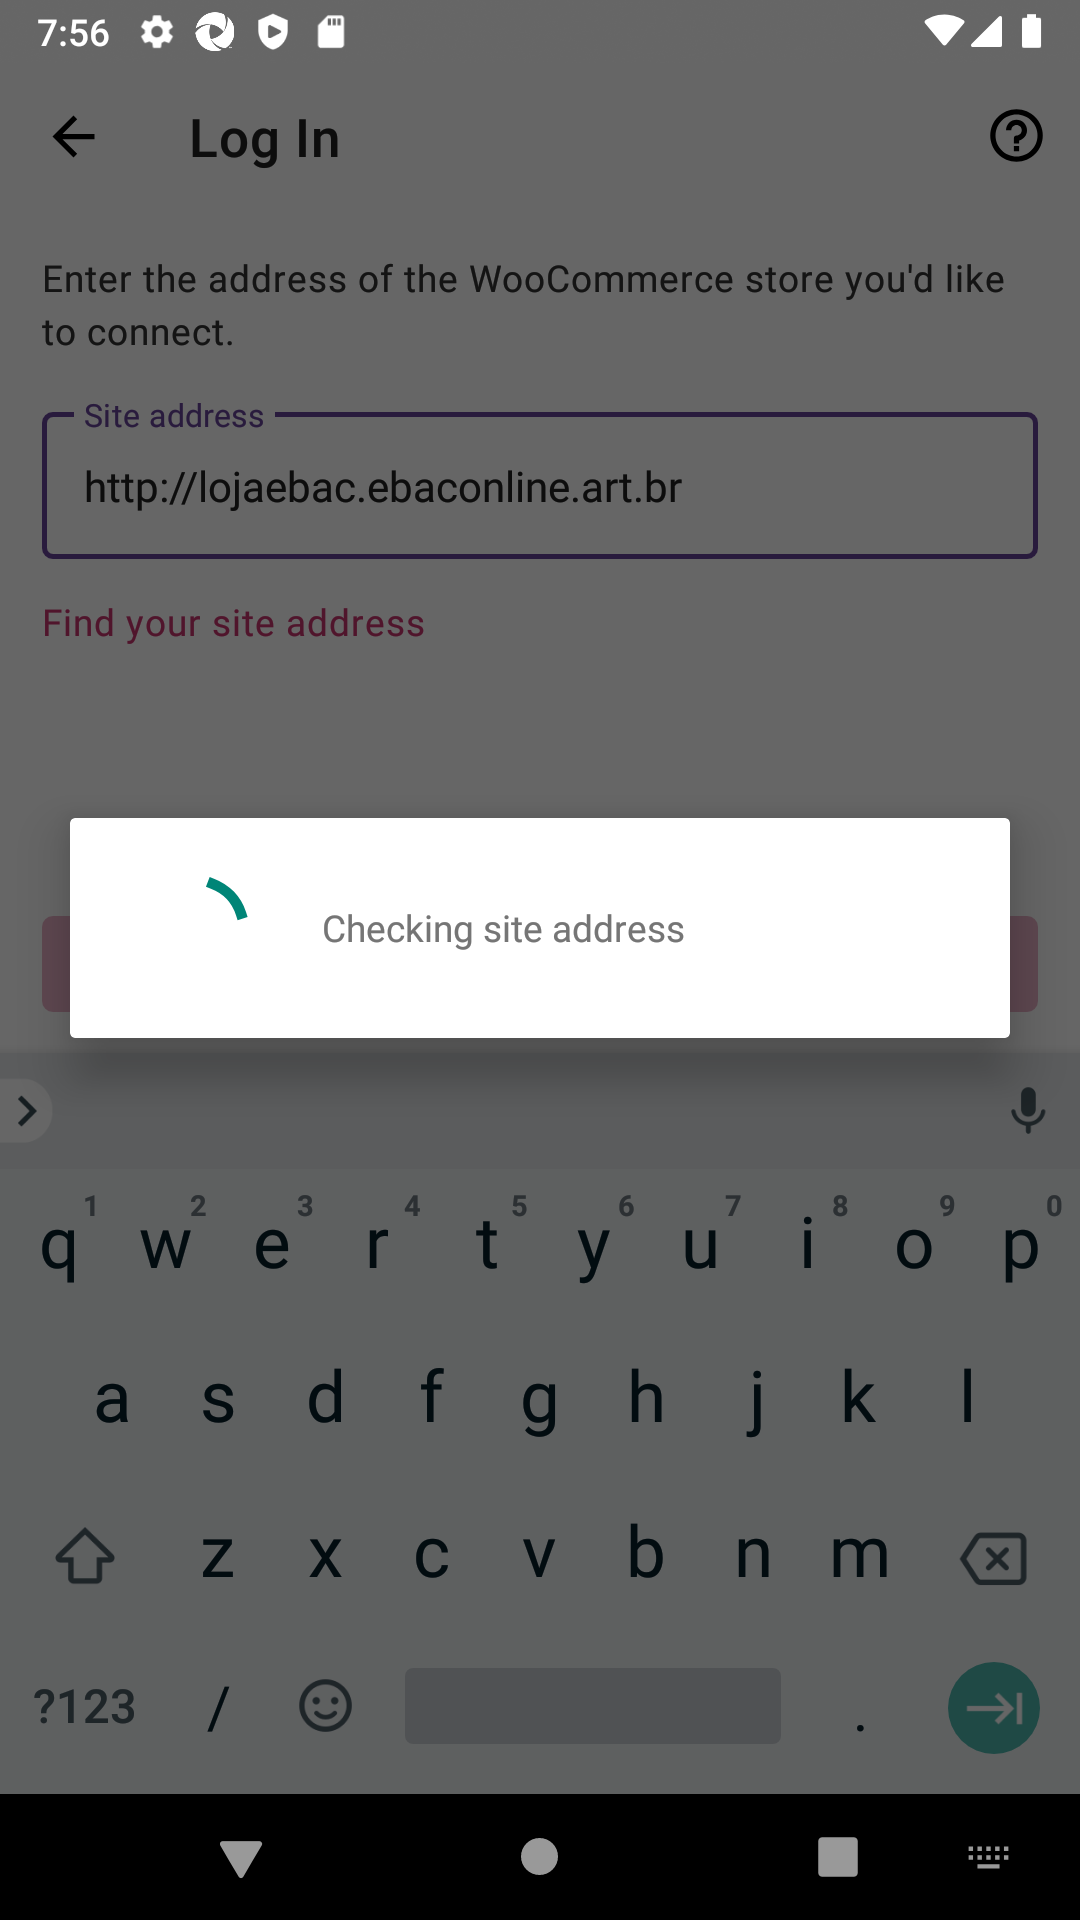 7:56
Log In
Enter the address of the WooCommerce store you'd like
to connect.
Site address
http://lojaebac.ebaconline.art.br
Find your site address
Checking site address
1 2 3 4 5 6 7 8 9 0
q w e r t y u i o p
a s d f g h j k l
z x c v b n m
?123 / .